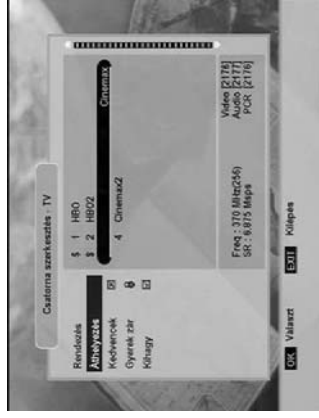 Csatorna szerkesztés - TV
Rendezés
Áthelyezés
Kedvencek
Gyerek zár
Kihagy
$ 1 HBO
$ 2 HBO2
Cinemax
4 Cinemax2
Freq : 370 MHz(256)
SR : 6.875 Msps
Video [2176]
Audio [2177]
PCR [2176]
OK Választ EXIT Kilépés